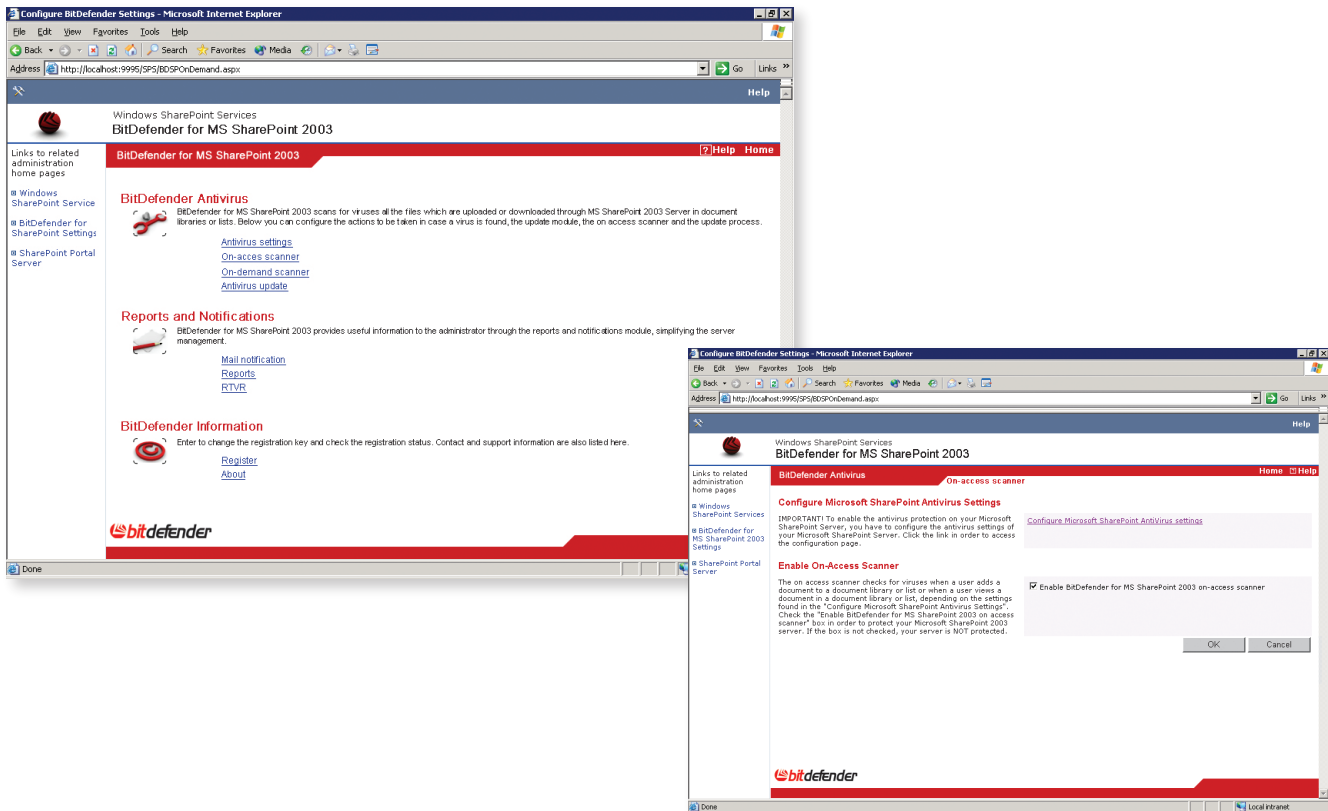 Configure BitDefender Settings - Microsoft Internet Explorer
File Edit View Favorites Tools Help
Back Search Favorites Media
Address http://localhost:9995/SPS/BDSPOnDemand.aspx Go Links »
Help
Windows SharePoint Services
BitDefender for MS SharePoint 2003
Links to related
administration
home pages
Windows
SharePoint Service
BitDefender for
SharePoint Settings
SharePoint Portal
Server
BitDefender for MS SharePoint 2003
?Help Home
BitDefender Antivirus
BitDefender for MS SharePoint 2003 scans for viruses all the files which are uploaded or downloaded through MS SharePoint 2003 Server in document
libraries or lists. Below you can configure the actions to be taken in case a virus is found, the update module, the on access scanner and the update process.
Antivirus settings
On-acces scanner
On-demand scanner
Antivirus update
Reports and Notifications
BitDefender for MS SharePoint 2003 provides useful information to the administrator through the reports and notifications module, simplifying the server
management.
Mail notification
Reports
RTVR
BitDefender Information
Enter to change the registration key and check the registration status. Contact and support information are also listed here.
Register
About
bitdefender
Done
Configure BitDefender Settings - Microsoft Internet Explorer
File Edit View Favorites Tools Help
Back Search Favorites Media
Address http://localhost:9995/SPS/BDSPOnDemand.aspx Go Links »
Help
Windows SharePoint Services
BitDefender for MS SharePoint 2003
Links to related
administration
home pages
Windows
SharePoint Services
BitDefender for
MS SharePoint 2003
Settings
SharePoint Portal
Server
BitDefender Antivirus
On-access scanner
Home ?Help
Configure Microsoft SharePoint Antivirus Settings
IMPORTANT! To enable the antivirus protection on your Microsoft
SharePoint Server, you have to configure the antivirus settings of
your Microsoft SharePoint Server. Click the link in order to access
the configuration page.
Configure Microsoft SharePoint AntiVirus settings
Enable On-Access Scanner
The on access scanner checks for viruses when a user adds a
document to a document library or list or when a user views a
document in a document library or list, depending on the settings
found in the "Configure Microsoft SharePoint Antivirus Settings".
Check the "Enable BitDefender for MS SharePoint 2003 on access
scanner" box in order to protect your Microsoft SharePoint 2003
server. If the box is not checked, your server is NOT protected.
Enable BitDefender for MS SharePoint 2003 on-access scanner
OK Cancel
bitdefender
Done
Local intranet